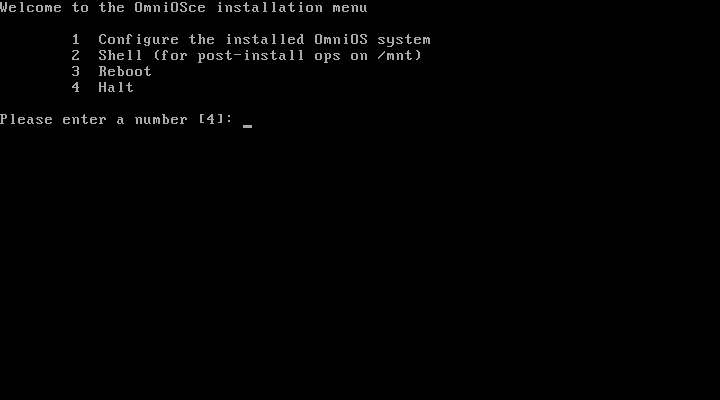 Welcome to the OmniOSce installation menu
1 Configure the installed OmniOS system
2 Shell (for post-install ops on /mnt)
3 Reboot
4 Halt
Please enter a number [4]: _